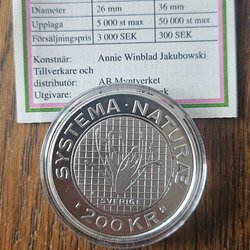 Diameter 26 mm 36 mm
Upplaga 5 000 st max 50 000 st max
Försäljningspris 3 000 SEK 300 SEK
Konstnär: Annie Winblad Jakubowski
Tillverkare och
distributör: AB Myntverket
Utgivare:
SYSTEMA·NATURÆ
SVERIGE
200 KR